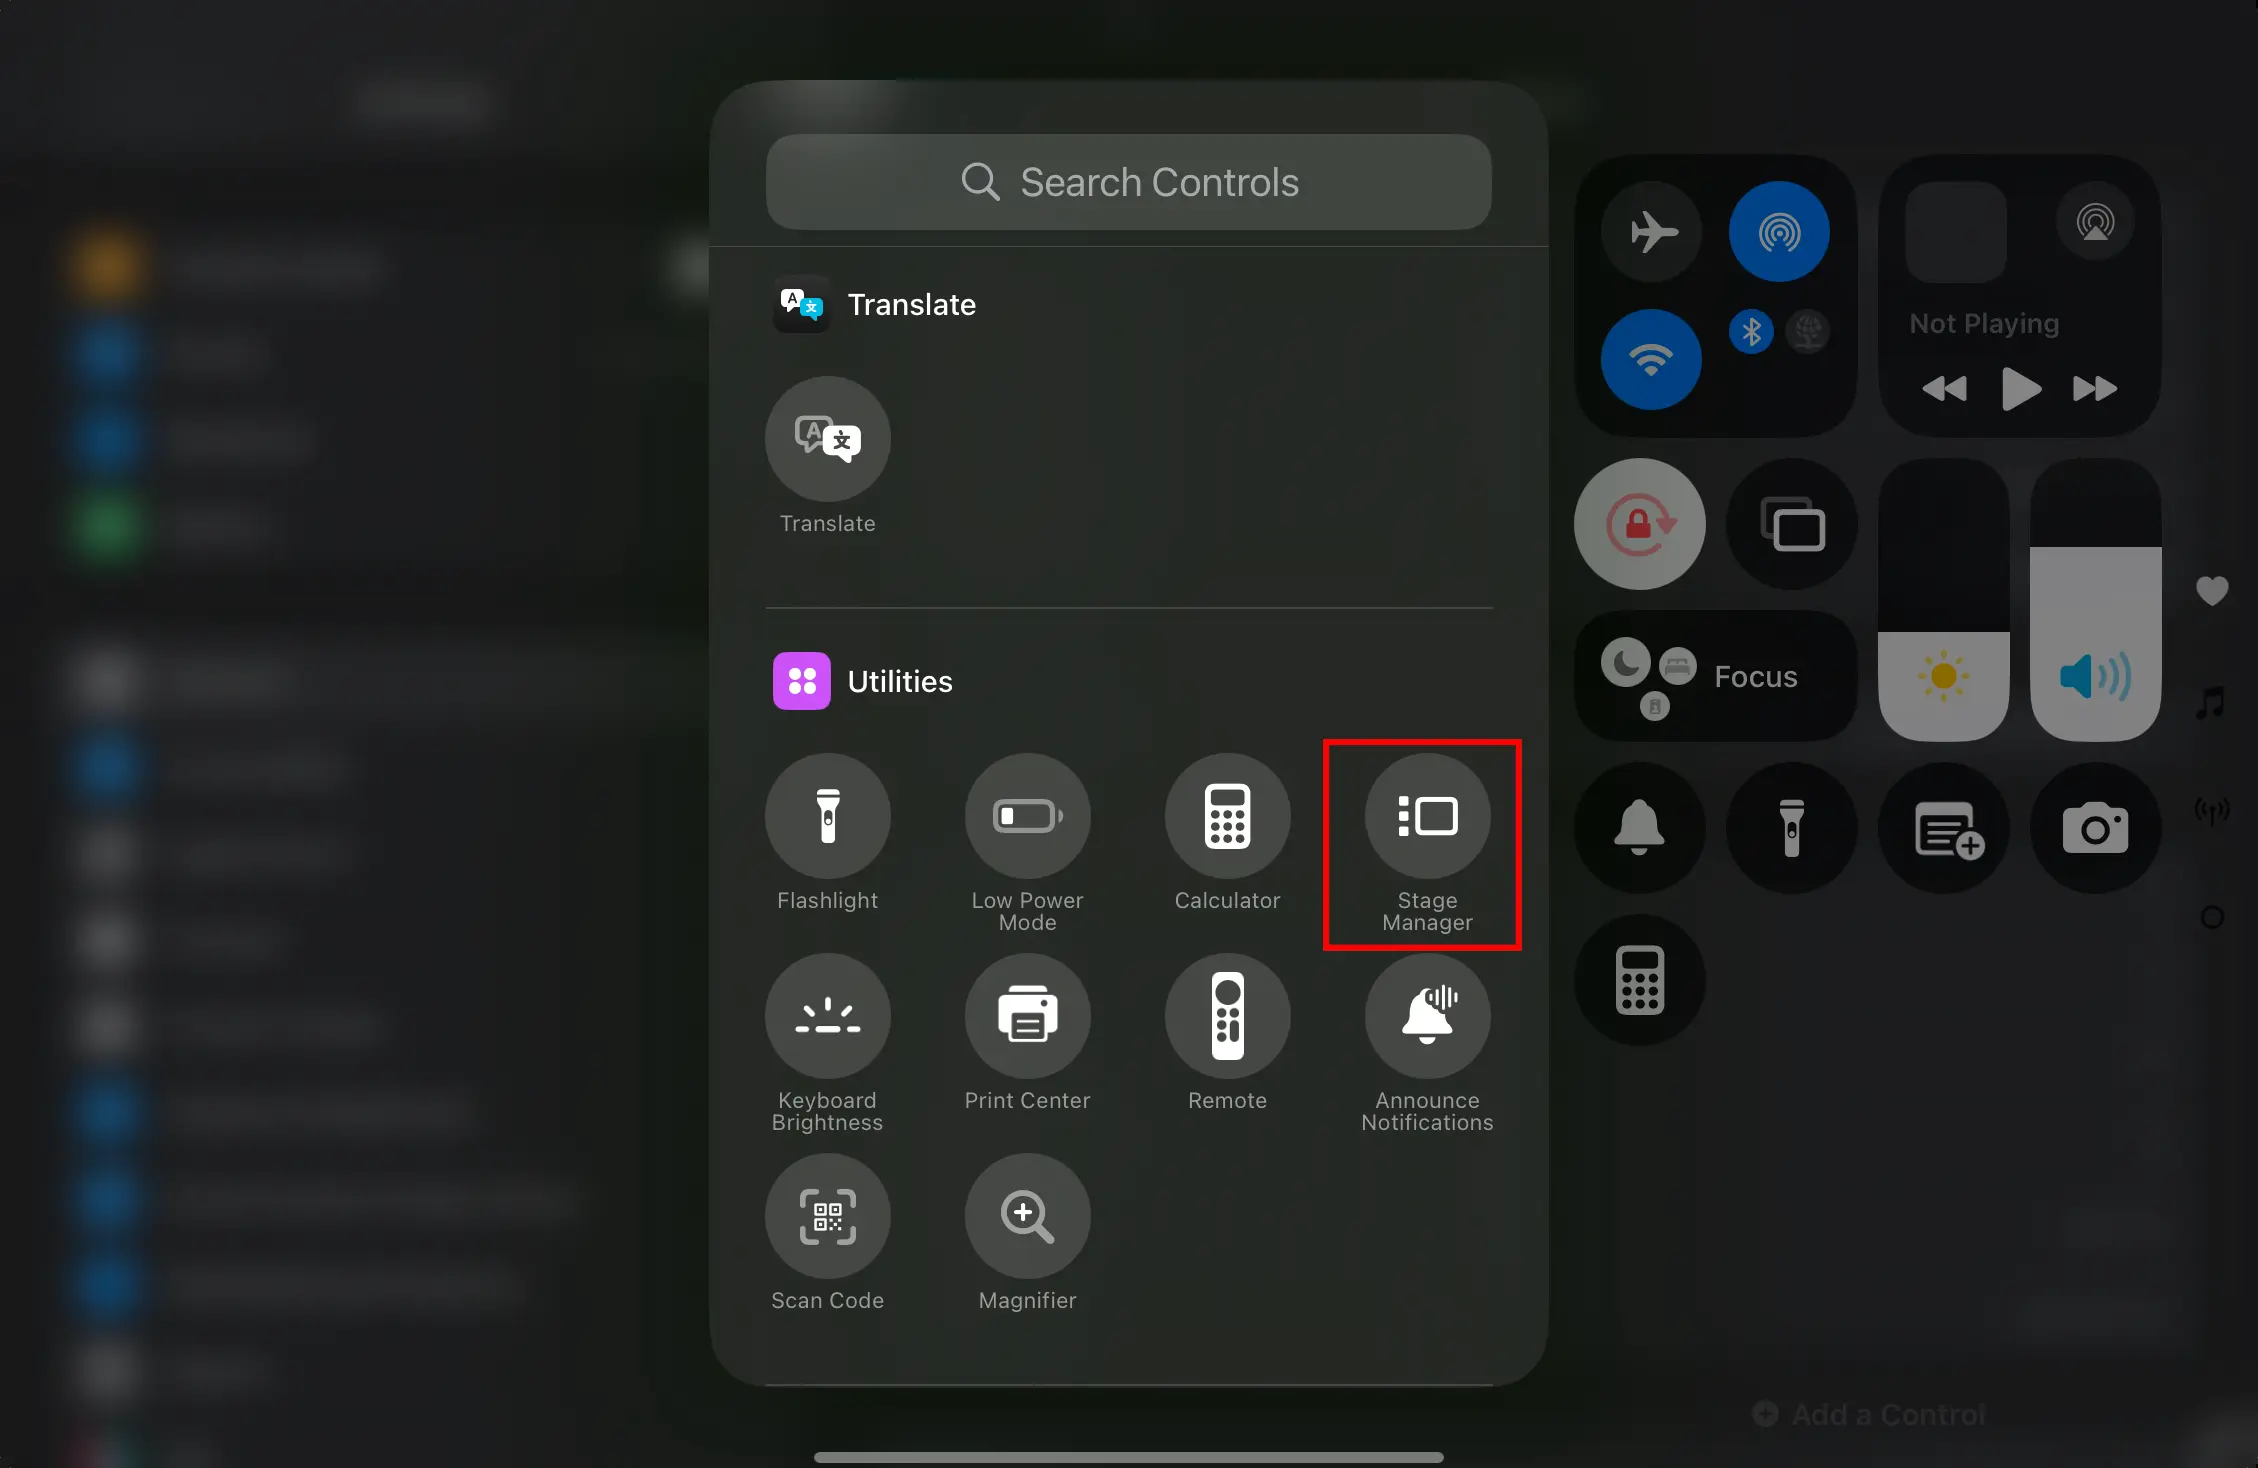 Search Controls
Translate
Translate
Utilities
Flashlight
Low Power
Mode
Calculator
Stage
Manager
Keyboard
Brightness
Print Center
Remote
Announce
Notifications
Scan Code
Magnifier
Not Playing
Focus
Add a Control